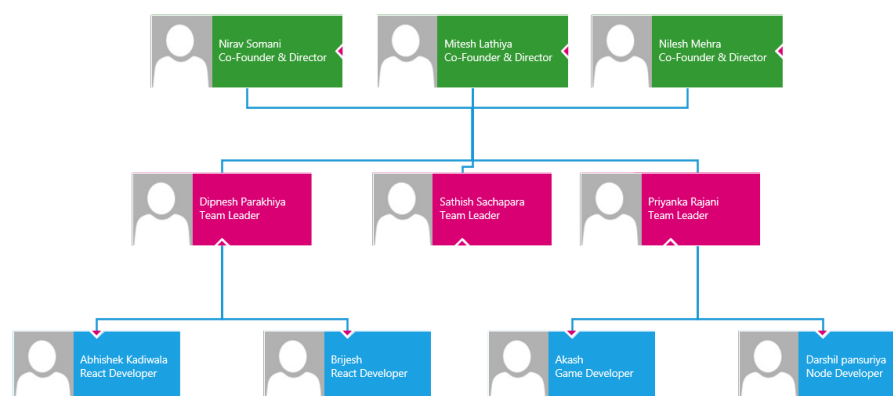 Nirav Somani
Co-Founder & Director
Mitesh Lathiya
Co-Founder & Director
Nilesh Mehra
Co-Founder & Director
Dipnesh Parakhiya
Team Leader
Sathish Sachapara
Team Leader
Priyanka Rajani
Team Leader
Abhishek Kadiwala
React Developer
Brijesh
React Developer
Akash
Game Developer
Darshil pansuriya
Node Developer